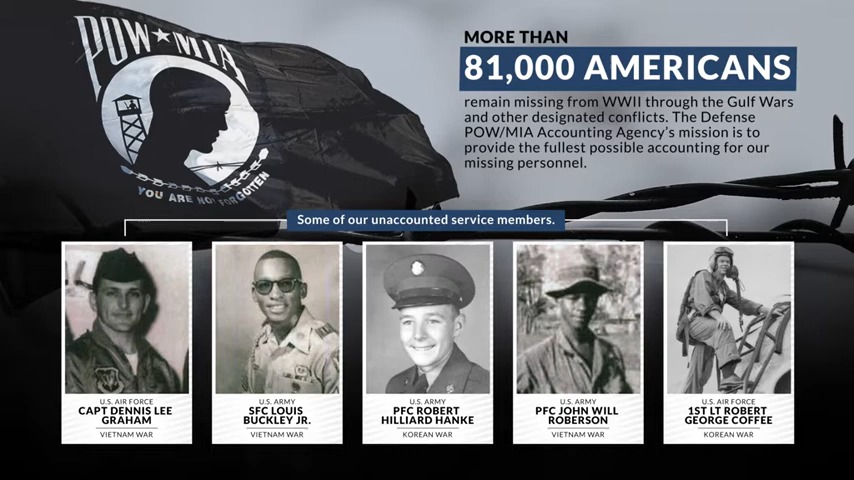 POW★MIA
YOU ARE NOT FORGOTTEN
MORE THAN
81,000 AMERICANS
remain missing from WWII through the Gulf Wars
and other designated conflicts. The Defense
POW/MIA Accounting Agency's mission is to
provide the fullest possible accounting for our
missing personnel.
Some of our unaccounted service members.
U.S. AIR FORCE
CAPT DENNIS LEE
GRAHAM
VIETNAM WAR
U.S. ARMY
SFC LOUIS
BUCKLEY JR.
VIETNAM WAR
U.S. ARMY
PFC ROBERT
HILLIARD HANKE
KOREAN WAR
U.S. ARMY
PFC JOHN WILL
ROBERSON
VIETNAM WAR
U.S. AIR FORCE
1ST LT ROBERT
GEORGE COFFEE
KOREAN WAR